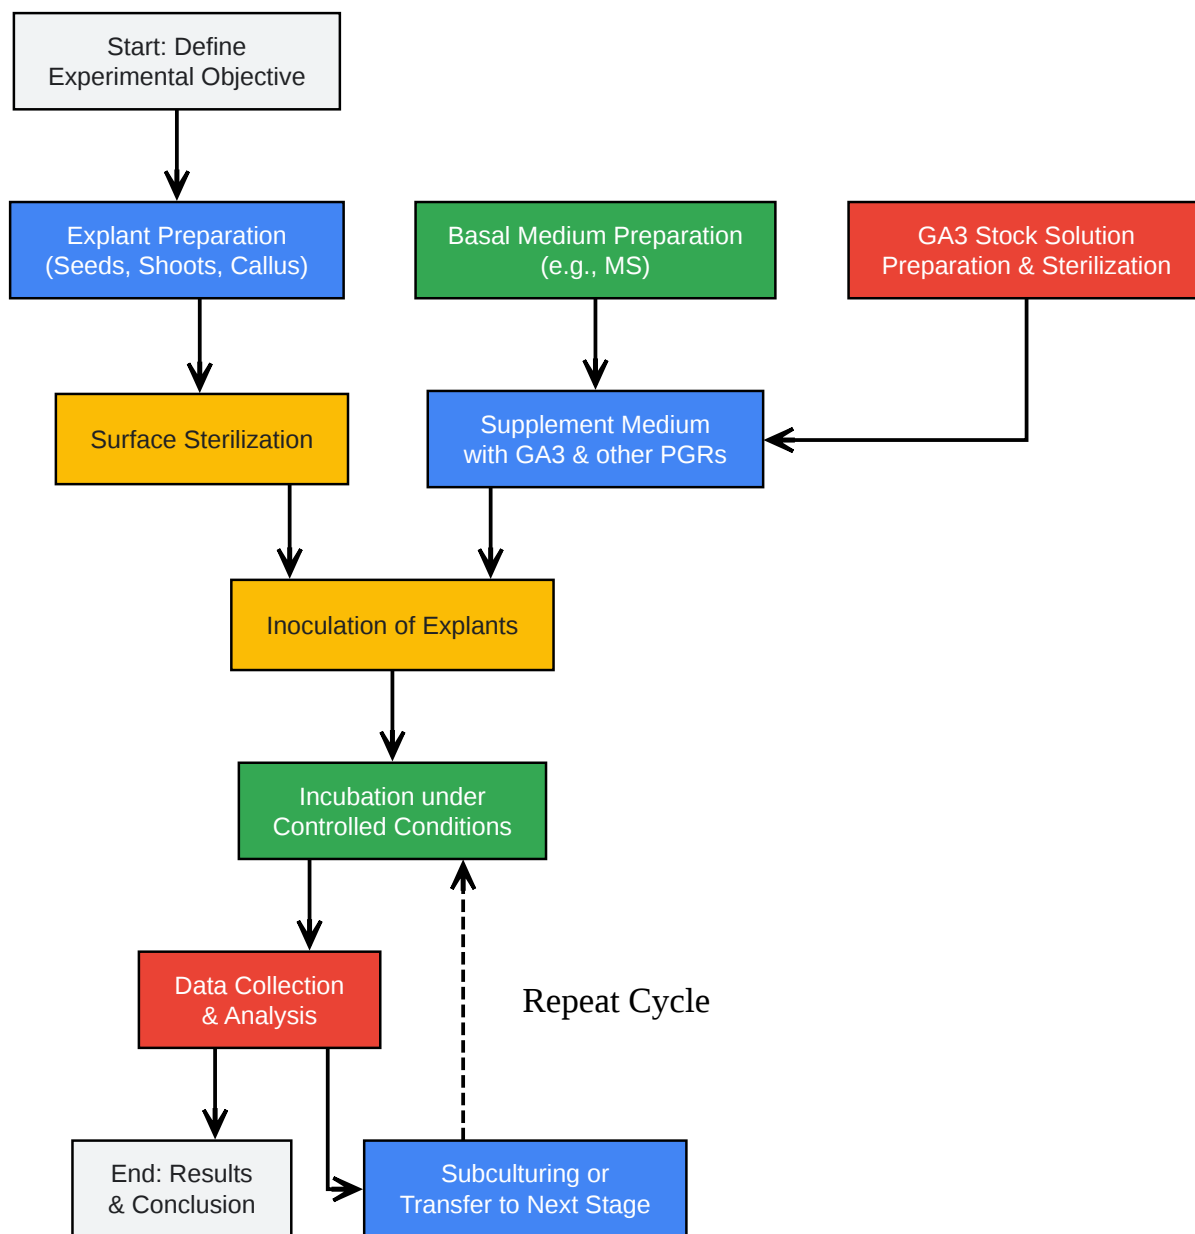 Start: Define
Experimental Objective
Explant Preparation
(Seeds, Shoots, Callus)
Basal Medium Preparation
(e.g., MS)
GA3 Stock Solution
Preparation & Sterilization
Surface Sterilization
Supplement Medium
with GA3 & other PGRs
Inoculation of Explants
Incubation under
Controlled Conditions
Data Collection
& Analysis
Repeat Cycle
End: Results
& Conclusion
Subculturing or
Transfer to Next Stage